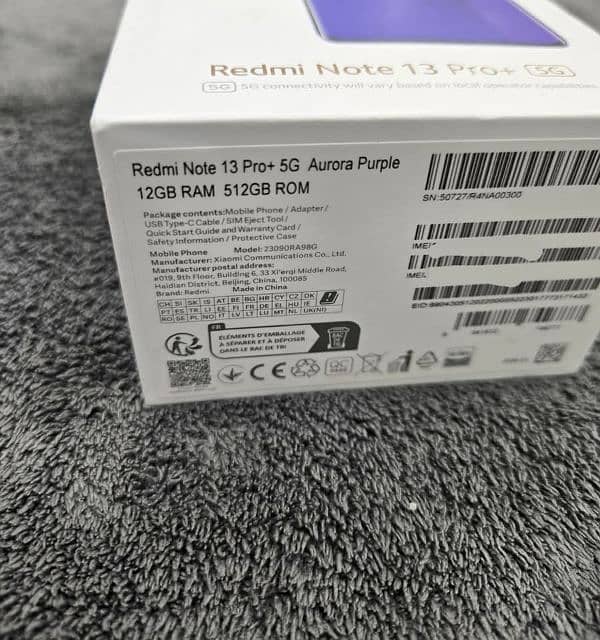 Redmi Note 13 Pro+ 5G
5G 5G connectivity will vary based on local operator capabilities.
Redmi Note 13 Pro+ 5G Aurora Purple
12GB RAM 512GB ROM
Package contents:Mobile Phone / Adapter /
USB Type-C Cable / SIM Eject Tool /
Quick Start Guide and Warranty Card /
Safety Information / Protective Case
Mobile Phone Model: 23090RA98G
Manufacturer: Xiaomi Communications Co., Ltd.
Manufacturer postal address:
#019, 9th Floor, Building 6, 33 Xi'erqi Middle Road,
Haidian District, Beijing, China, 100085
Brand: Redmi Made in China
SN:50727/R4NA00300
IMEI
IMEI
CH SI SK IS AT BE BG HR CY CZ DK
PT ES TR LI EE FI FR DE EL HU IE
RO SE PL NO IT LV LT LU MT NL UK(NI)
FR
ÉLÉMENTS D'EMBALLAGE
À SÉPARER ET À DÉPOSER
DANS LE BAC DE TRI
CE